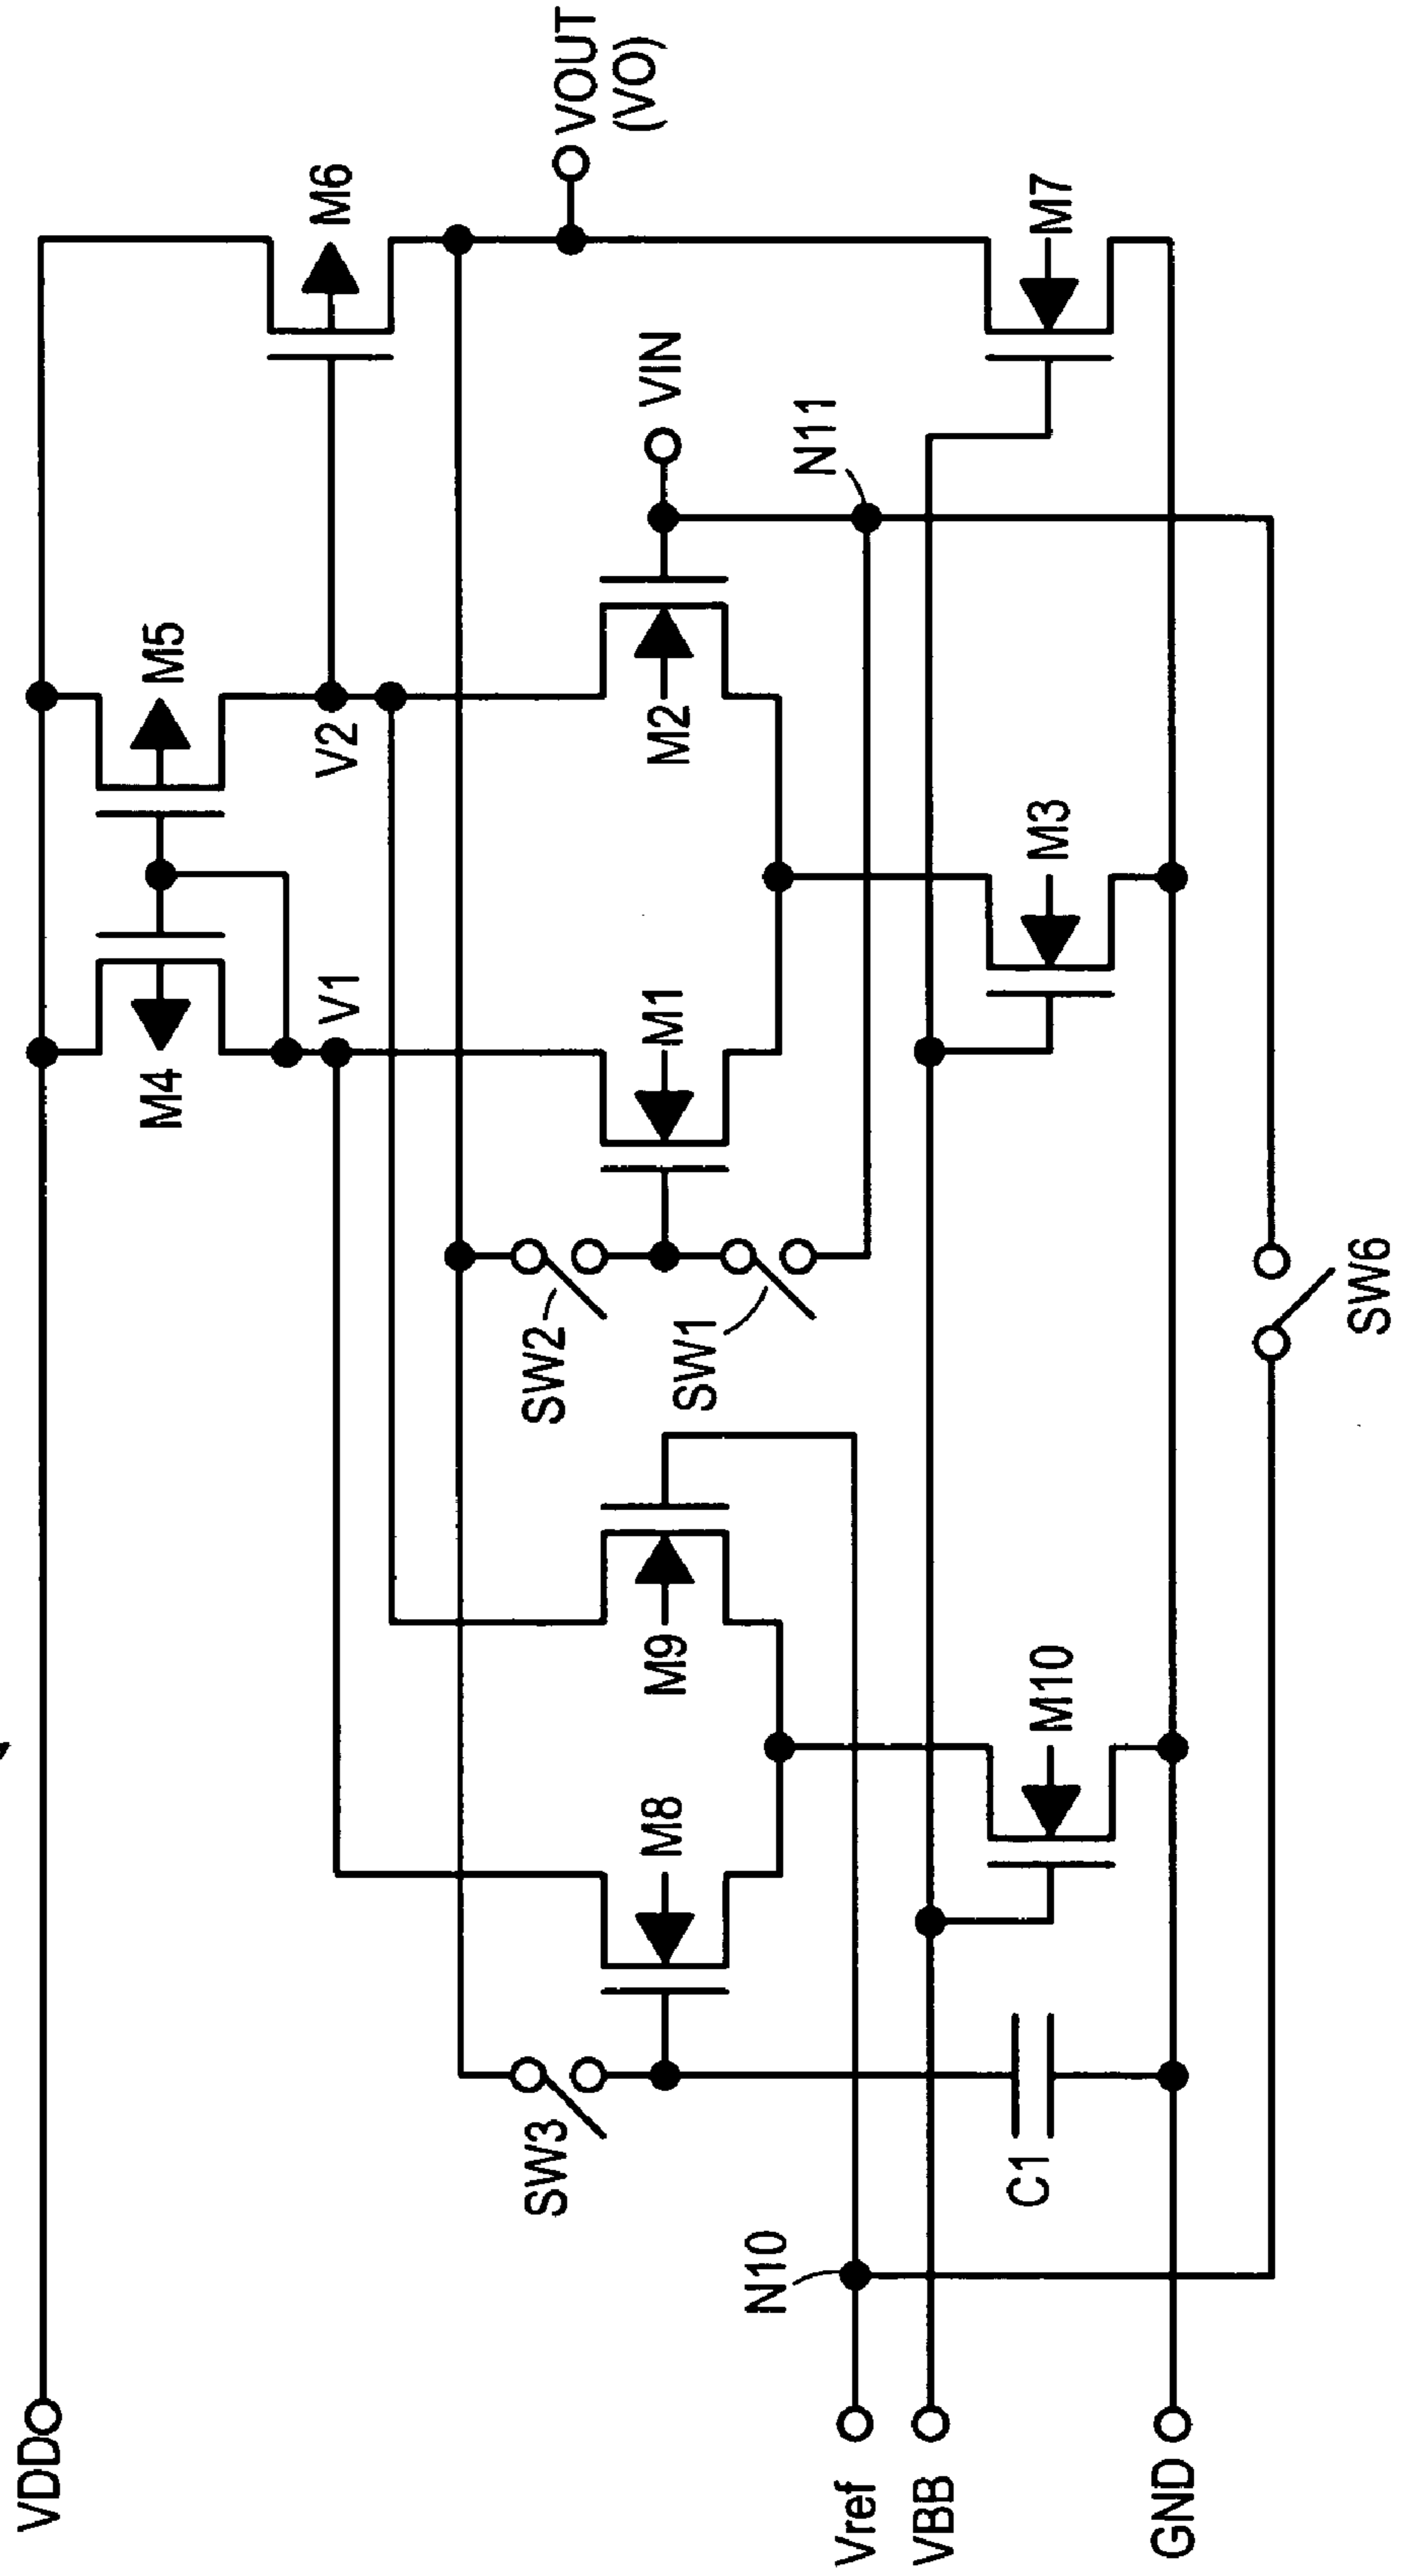 VDD
M4
M5
M6
V1
V2
VOUT
(VO)
SW3
SW2
SW1
M8
M9
M1
M2
VIN
N10
N11
C1
M10
M3
M7
Vref
VBB
GND
SW6